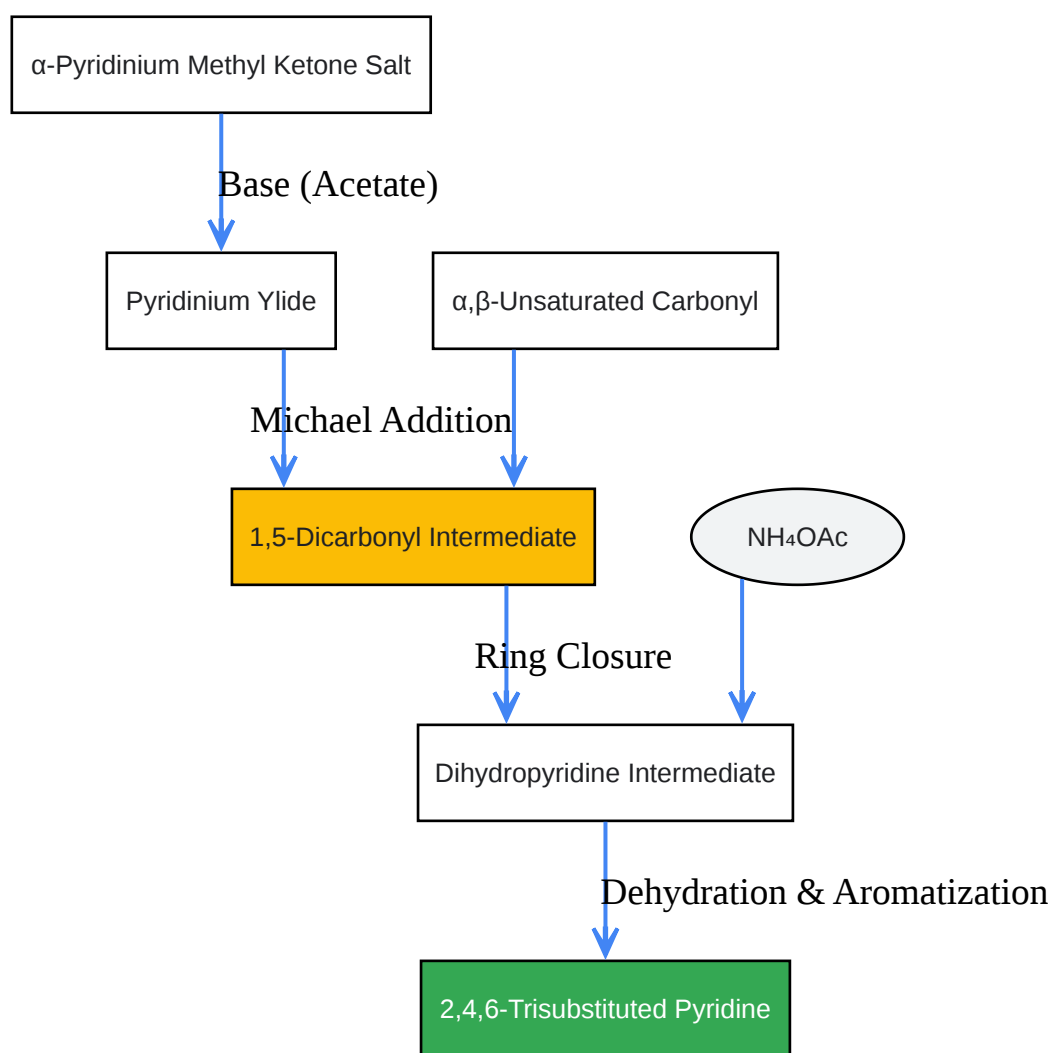 α-Pyridinium Methyl Ketone Salt
Base (Acetate)
Pyridinium Ylide
α,β-Unsaturated Carbonyl
Michael Addition
1,5-Dicarbonyl Intermediate
NH₄OAc
Ring Closure
Dihydropyridine Intermediate
Dehydration & Aromatization
2,4,6-Trisubstituted Pyridine